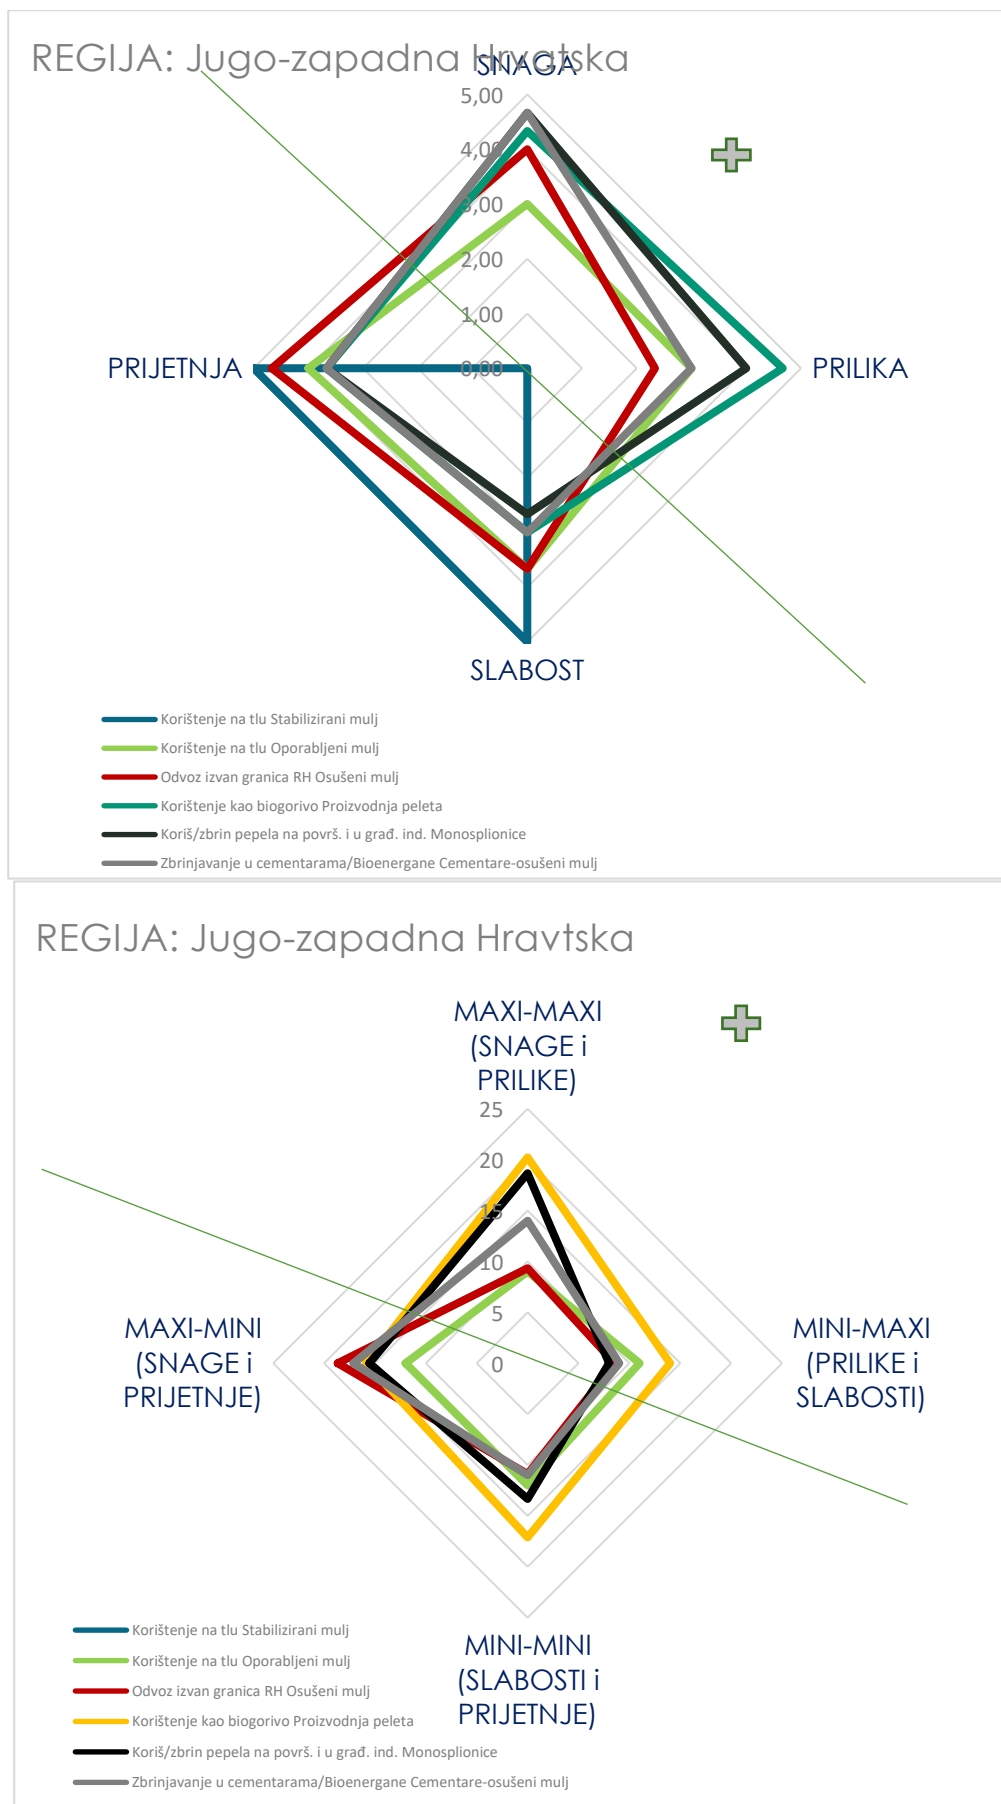 REGIJA: Jugo-zapadna Hrvatska
SNAGA
5,00
4,00
3,00
2,00
1,00
0,00
PRIJETNJA
PRILIKA
SLABOST
Korištenje na tlu Stabilizirani mulj
Korištenje na tlu Oporabljeni mulj
Odvoz izvan granica RH Osušeni mulj
Korištenje kao biogorivo Proizvodnja peleta
Koriš/zbrin pepela na površ. i u građ. ind. Monosplionice
Zbrinjavanje u cementarama/Bioenergane Cementare-osušeni mulj
REGIJA: Jugo-zapadna Hravtska
MAXI-MAXI
(SNAGE i
PRILIKE)
25
20
15
10
5
0
MAXI-MINI
(SNAGE i
PRIJETNJE)
MINI-MAXI
(PRILIKE i
SLABOSTI)
MINI-MINI
(SLABOSTI i
PRIJETNJE)
Korištenje na tlu Stabilizirani mulj
Korištenje na tlu Oporabljeni mulj
Odvoz izvan granica RH Osušeni mulj
Korištenje kao biogorivo Proizvodnja peleta
Koriš/zbrin pepela na površ. i u građ. ind. Monosplionice
Zbrinjavanje u cementarama/Bioenergane Cementare-osušeni mulj